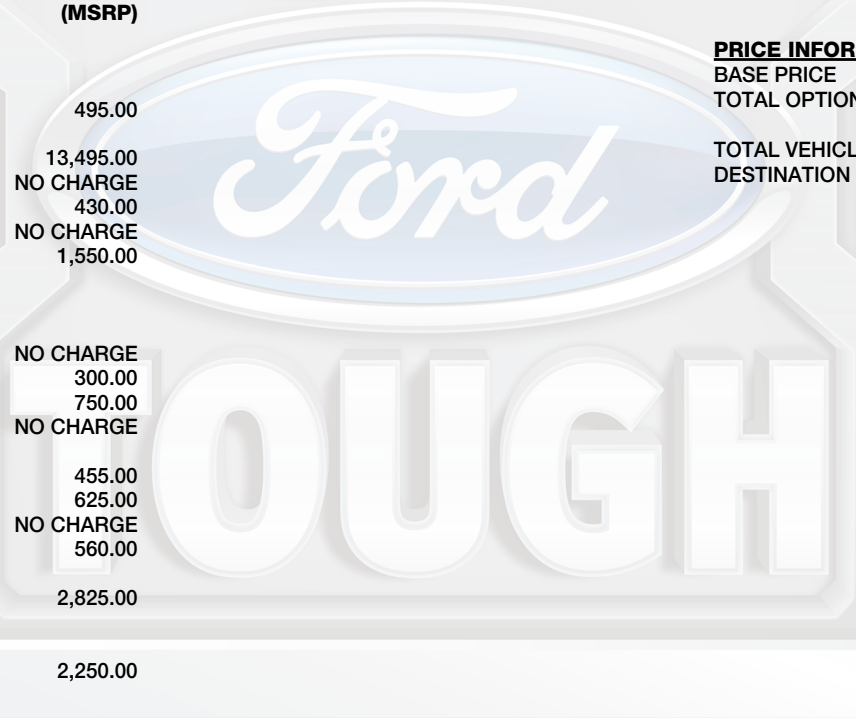 (MSRP)
495.00
13,495.00
NO CHARGE
430.00
NO CHARGE
1,550.00
NO CHARGE
300.00
750.00
NO CHARGE
455.00
625.00
NO CHARGE
560.00
2,825.00
2,250.00
PRICE INFOR
BASE PRICE
TOTAL OPTION
TOTAL VEHICL
DESTINATION
Ford
TOUGH